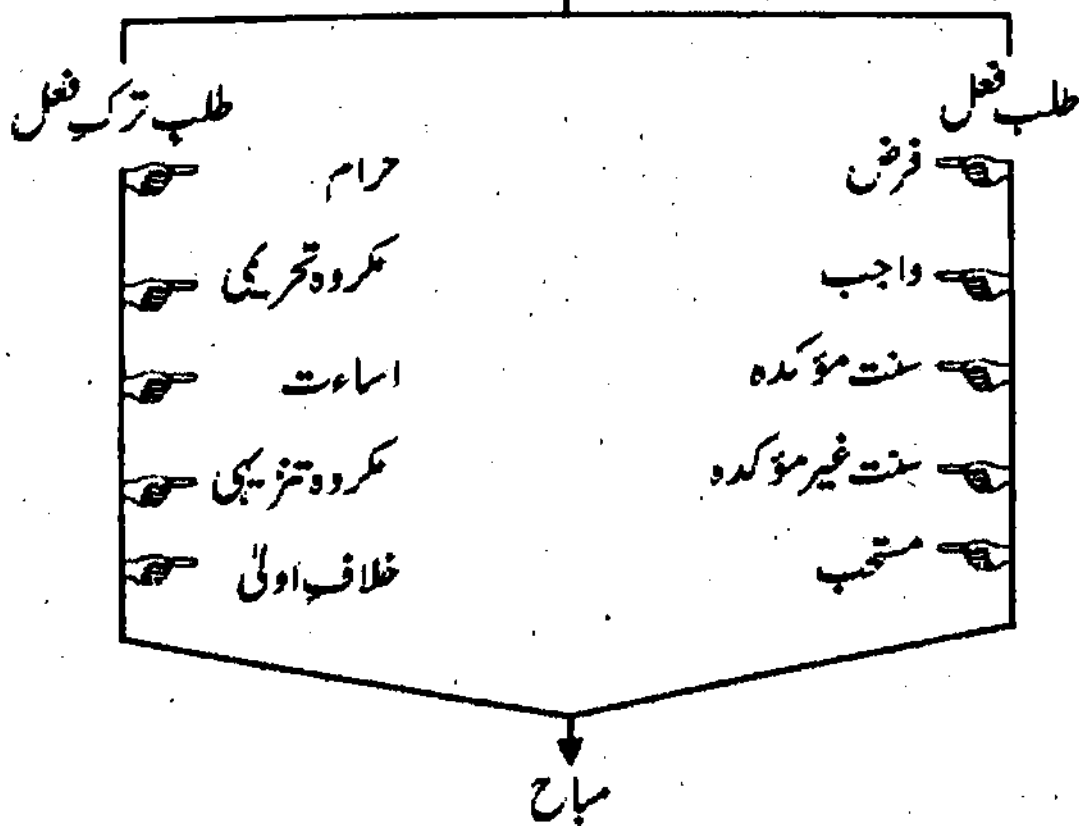 طلب فعل
فرض
واجب
سنت مؤکدہ
سنت غیر مؤکدہ
مستحب
طلبِ ترکِ فعل
حرام
مکروہ تحریمی
اساءت
مکروہ تنزیہی
خلافِ اولیٰ
مباح